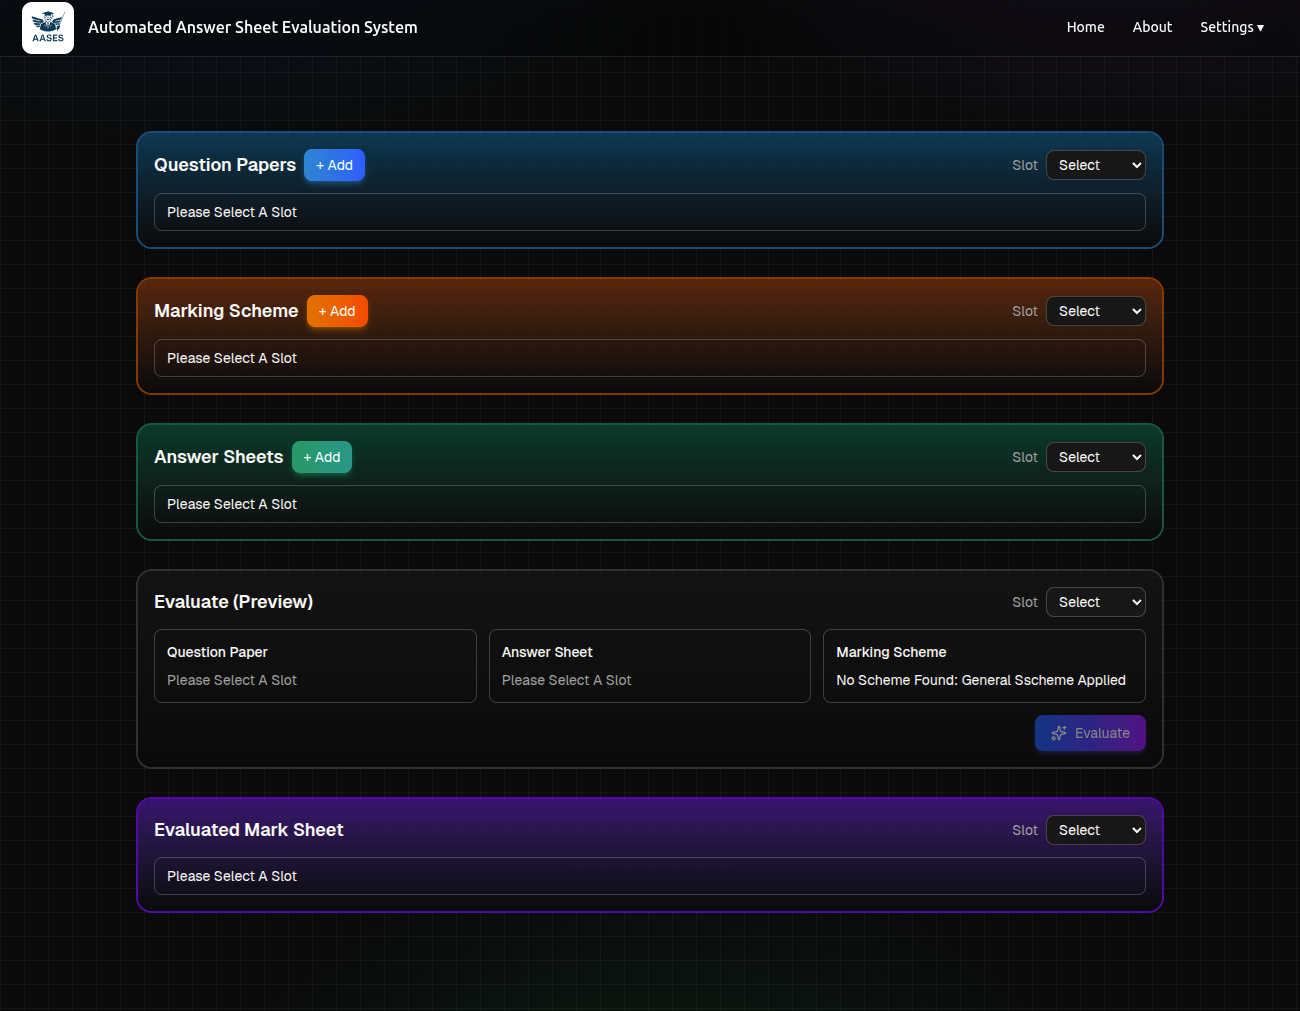 AASES
Automated Answer Sheet Evaluation System
Home About Settings ▾
Question Papers + Add Slot Select
Please Select A Slot
Marking Scheme + Add Slot Select
Please Select A Slot
Answer Sheets + Add Slot Select
Please Select A Slot
Evaluate (Preview) Slot Select
Question Paper
Please Select A Slot
Answer Sheet
Please Select A Slot
Marking Scheme
No Scheme Found: General Sscheme Applied
Evaluate
Evaluated Mark Sheet Slot Select
Please Select A Slot